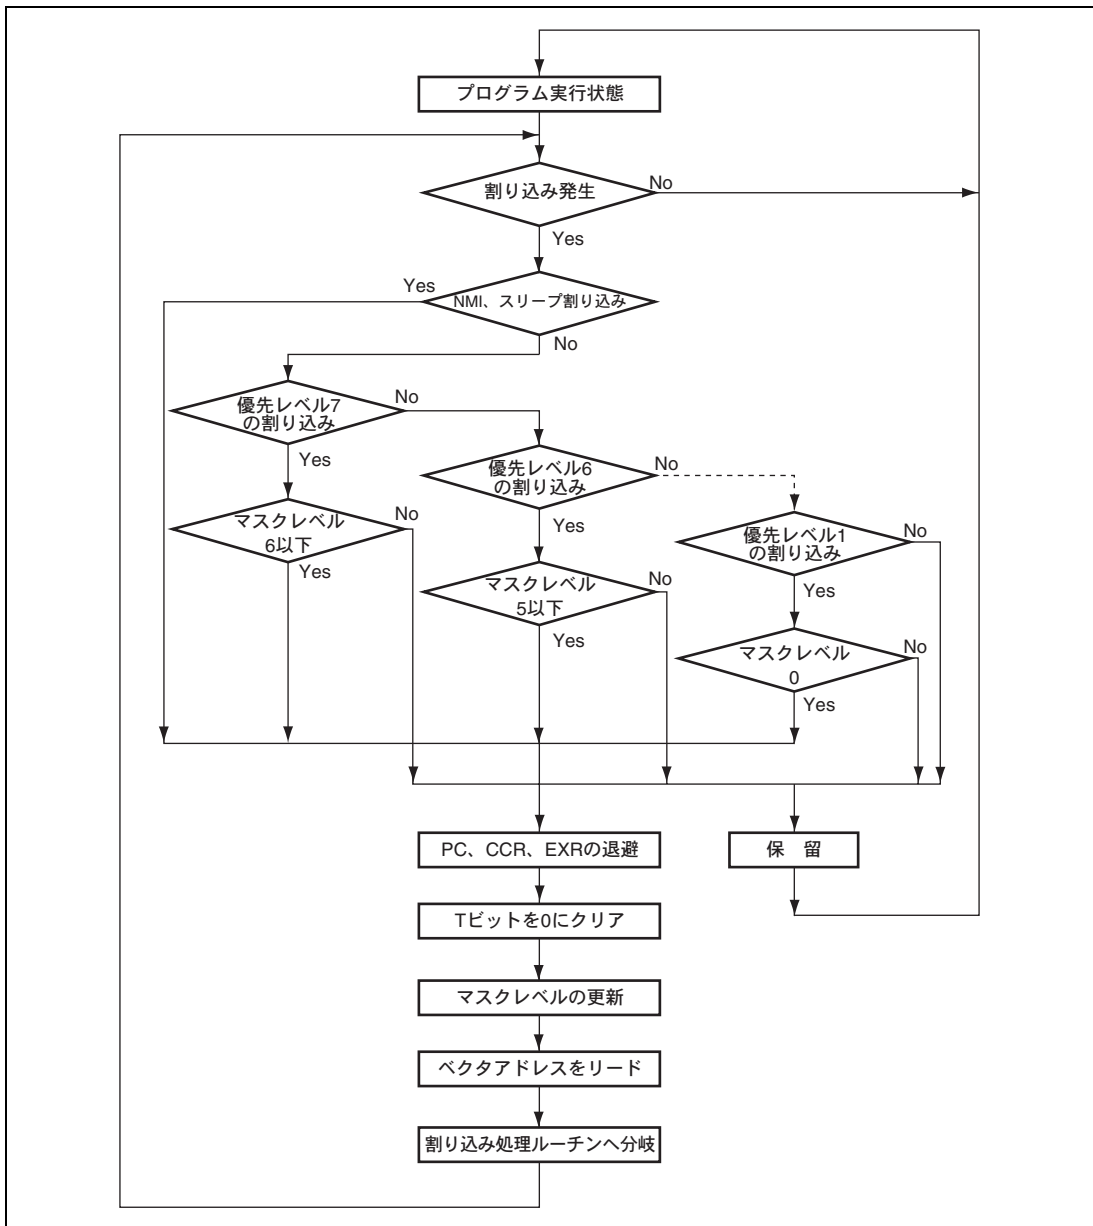 プログラム実行状態
割り込み発生
No
Yes
Yes
NMI、スリープ割り込み
No
優先レベル7
の割り込み
No
Yes
優先レベル6
の割り込み
No
Yes
マスクレベル
6以下
No
Yes
優先レベル1
の割り込み
No
Yes
マスクレベル
5以下
No
Yes
マスクレベル
0
No
Yes
PC、CCR、EXRの退避
保 留
Tビットを0にクリア
マスクレベルの更新
ベクタアドレスをリード
割り込み処理ルーチンへ分岐